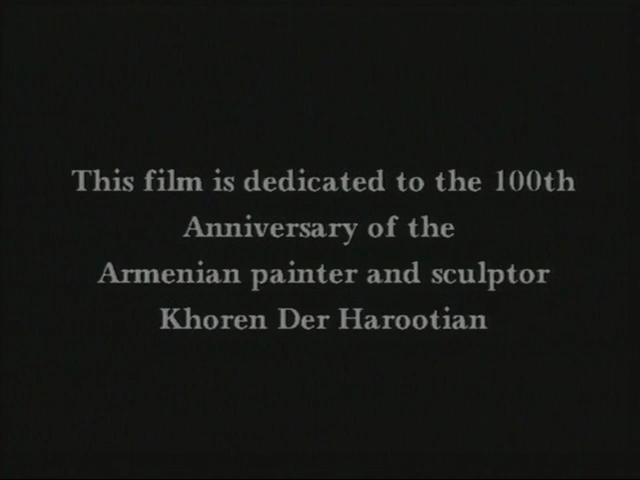 This film is dedicated to the 100th
Anniversary of the
Armenian painter and sculptor
Khoren Der Harootian